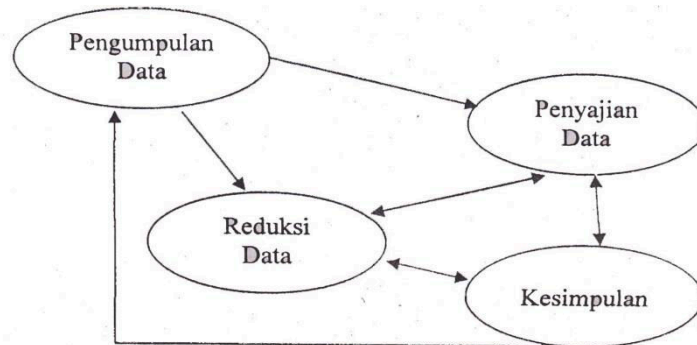 Pengumpulan
Data
Penyajian
Data
Reduksi
Data
Kesimpulan